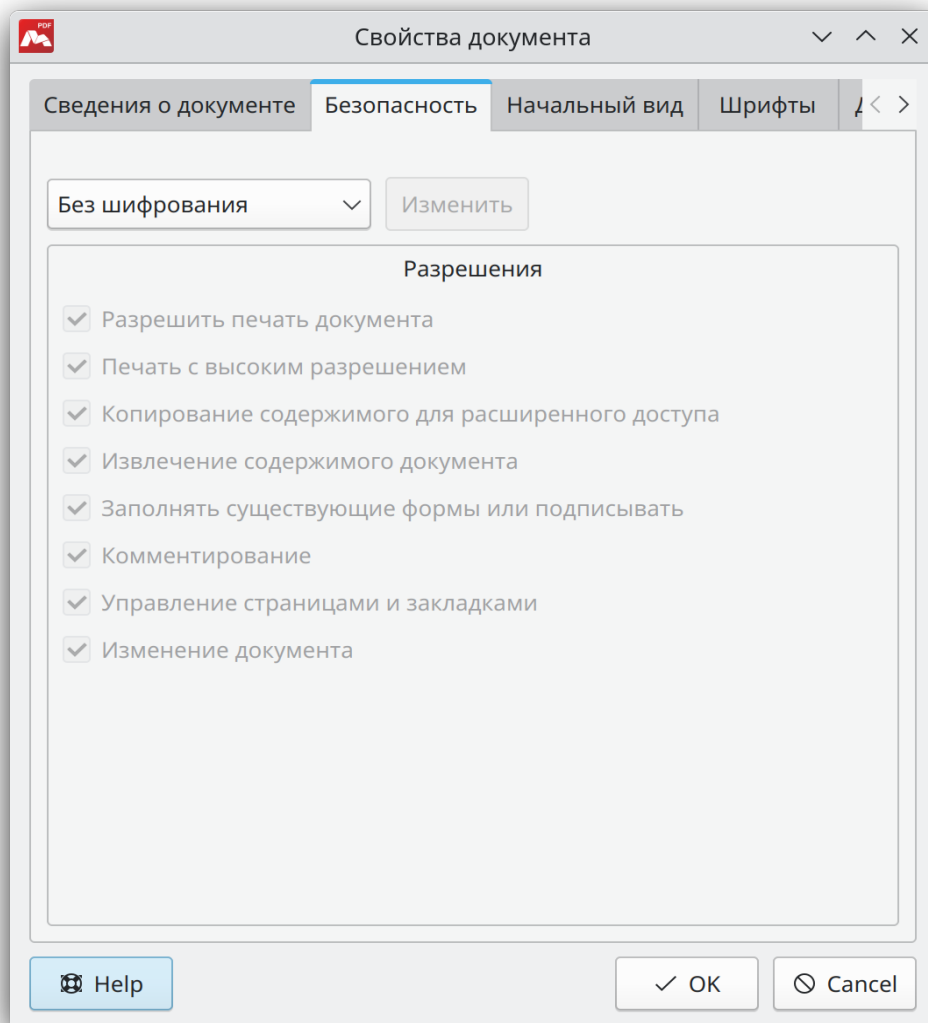 PDF
Свойства документа
Сведения о документе Безопасность Начальный вид Шрифты
Без шифрования Изменить
Разрешения
Разрешить печать документа
Печать с высоким разрешением
Копирование содержимого для расширенного доступа
Извлечение содержимого документа
Заполнять существующие формы или подписывать
Комментирование
Управление страницами и закладками
Изменение документа
Help OK Cancel